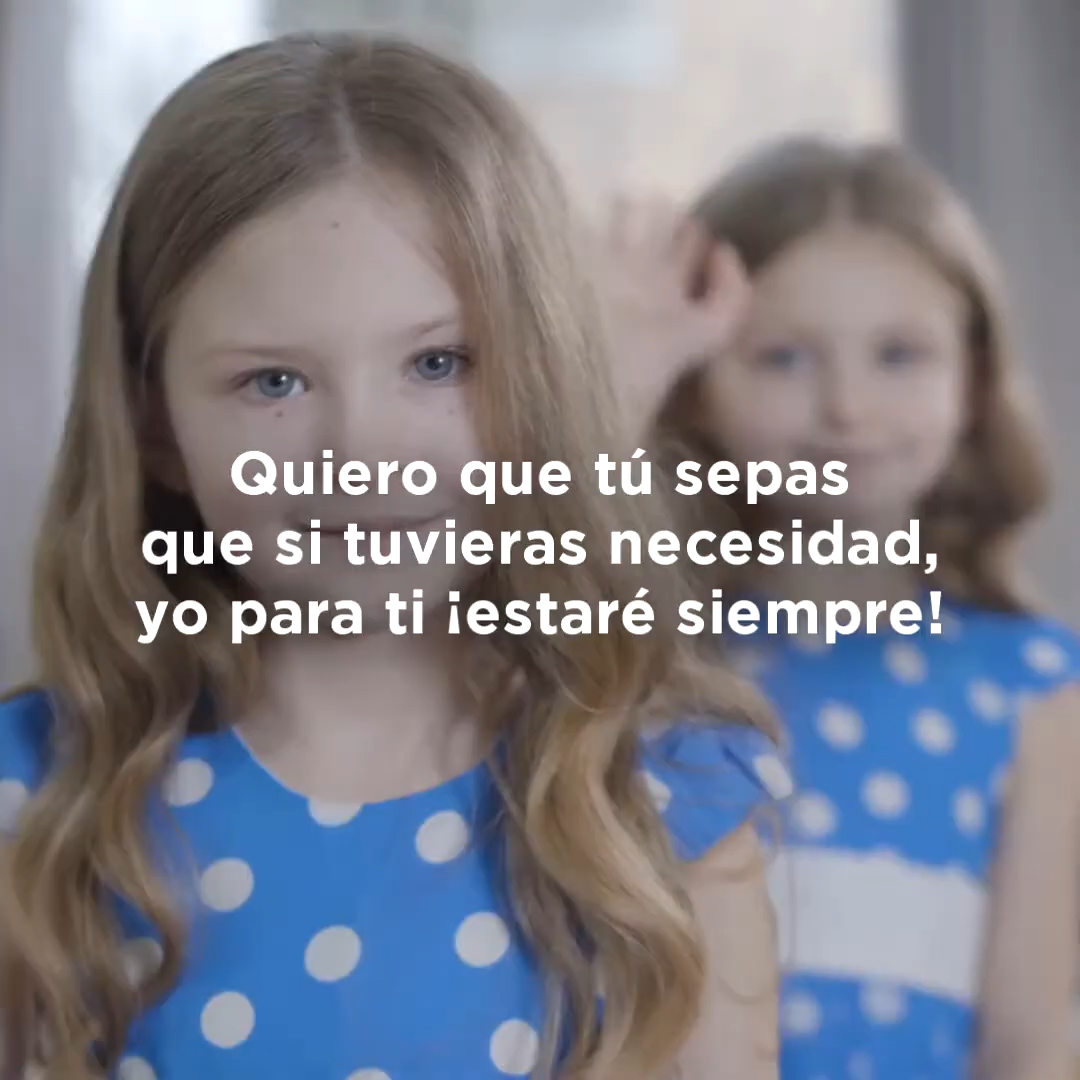 Quiero que tú sepas
que si tuvieras necesidad,
yo para ti ¡estaré siempre!